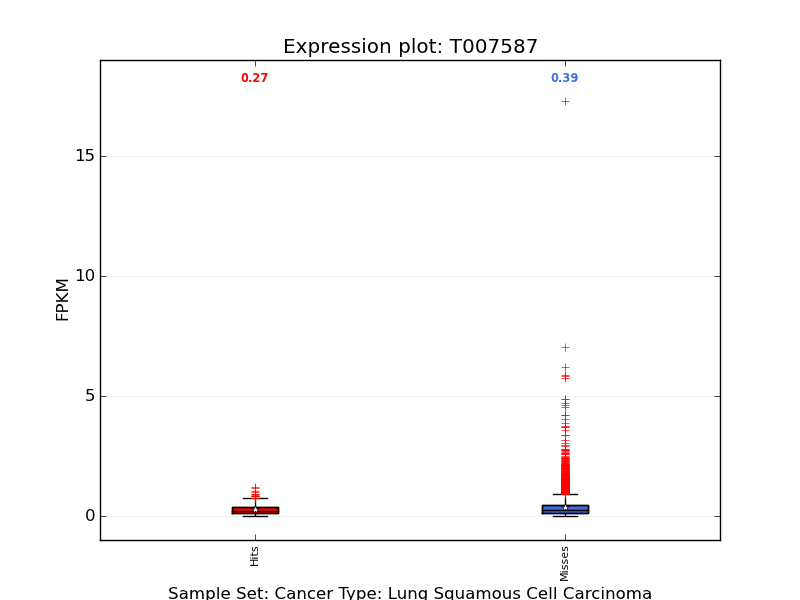 Expression plot: T007587
0.27
0.39
15
10
5
0
FPKM
Hits
Misses
Sample Set: Cancer Type: Lung Squamous Cell Carcinoma